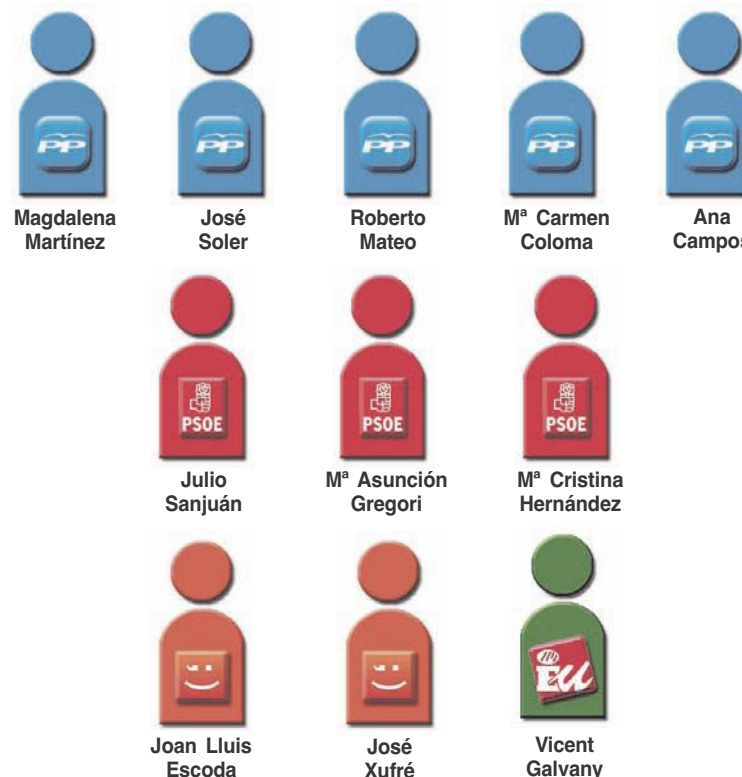 PP PP PP PP PP
Magdalena Martínez
José Soler
Roberto Mateo
Mª Carmen Coloma
Ana Campos
PSOE PSOE PSOE
Julio Sanjuán
Mª Asunción Gregori
Mª Cristina Hernández
EU
Joan Lluis Escoda
José Xufré
Vicent Galvany